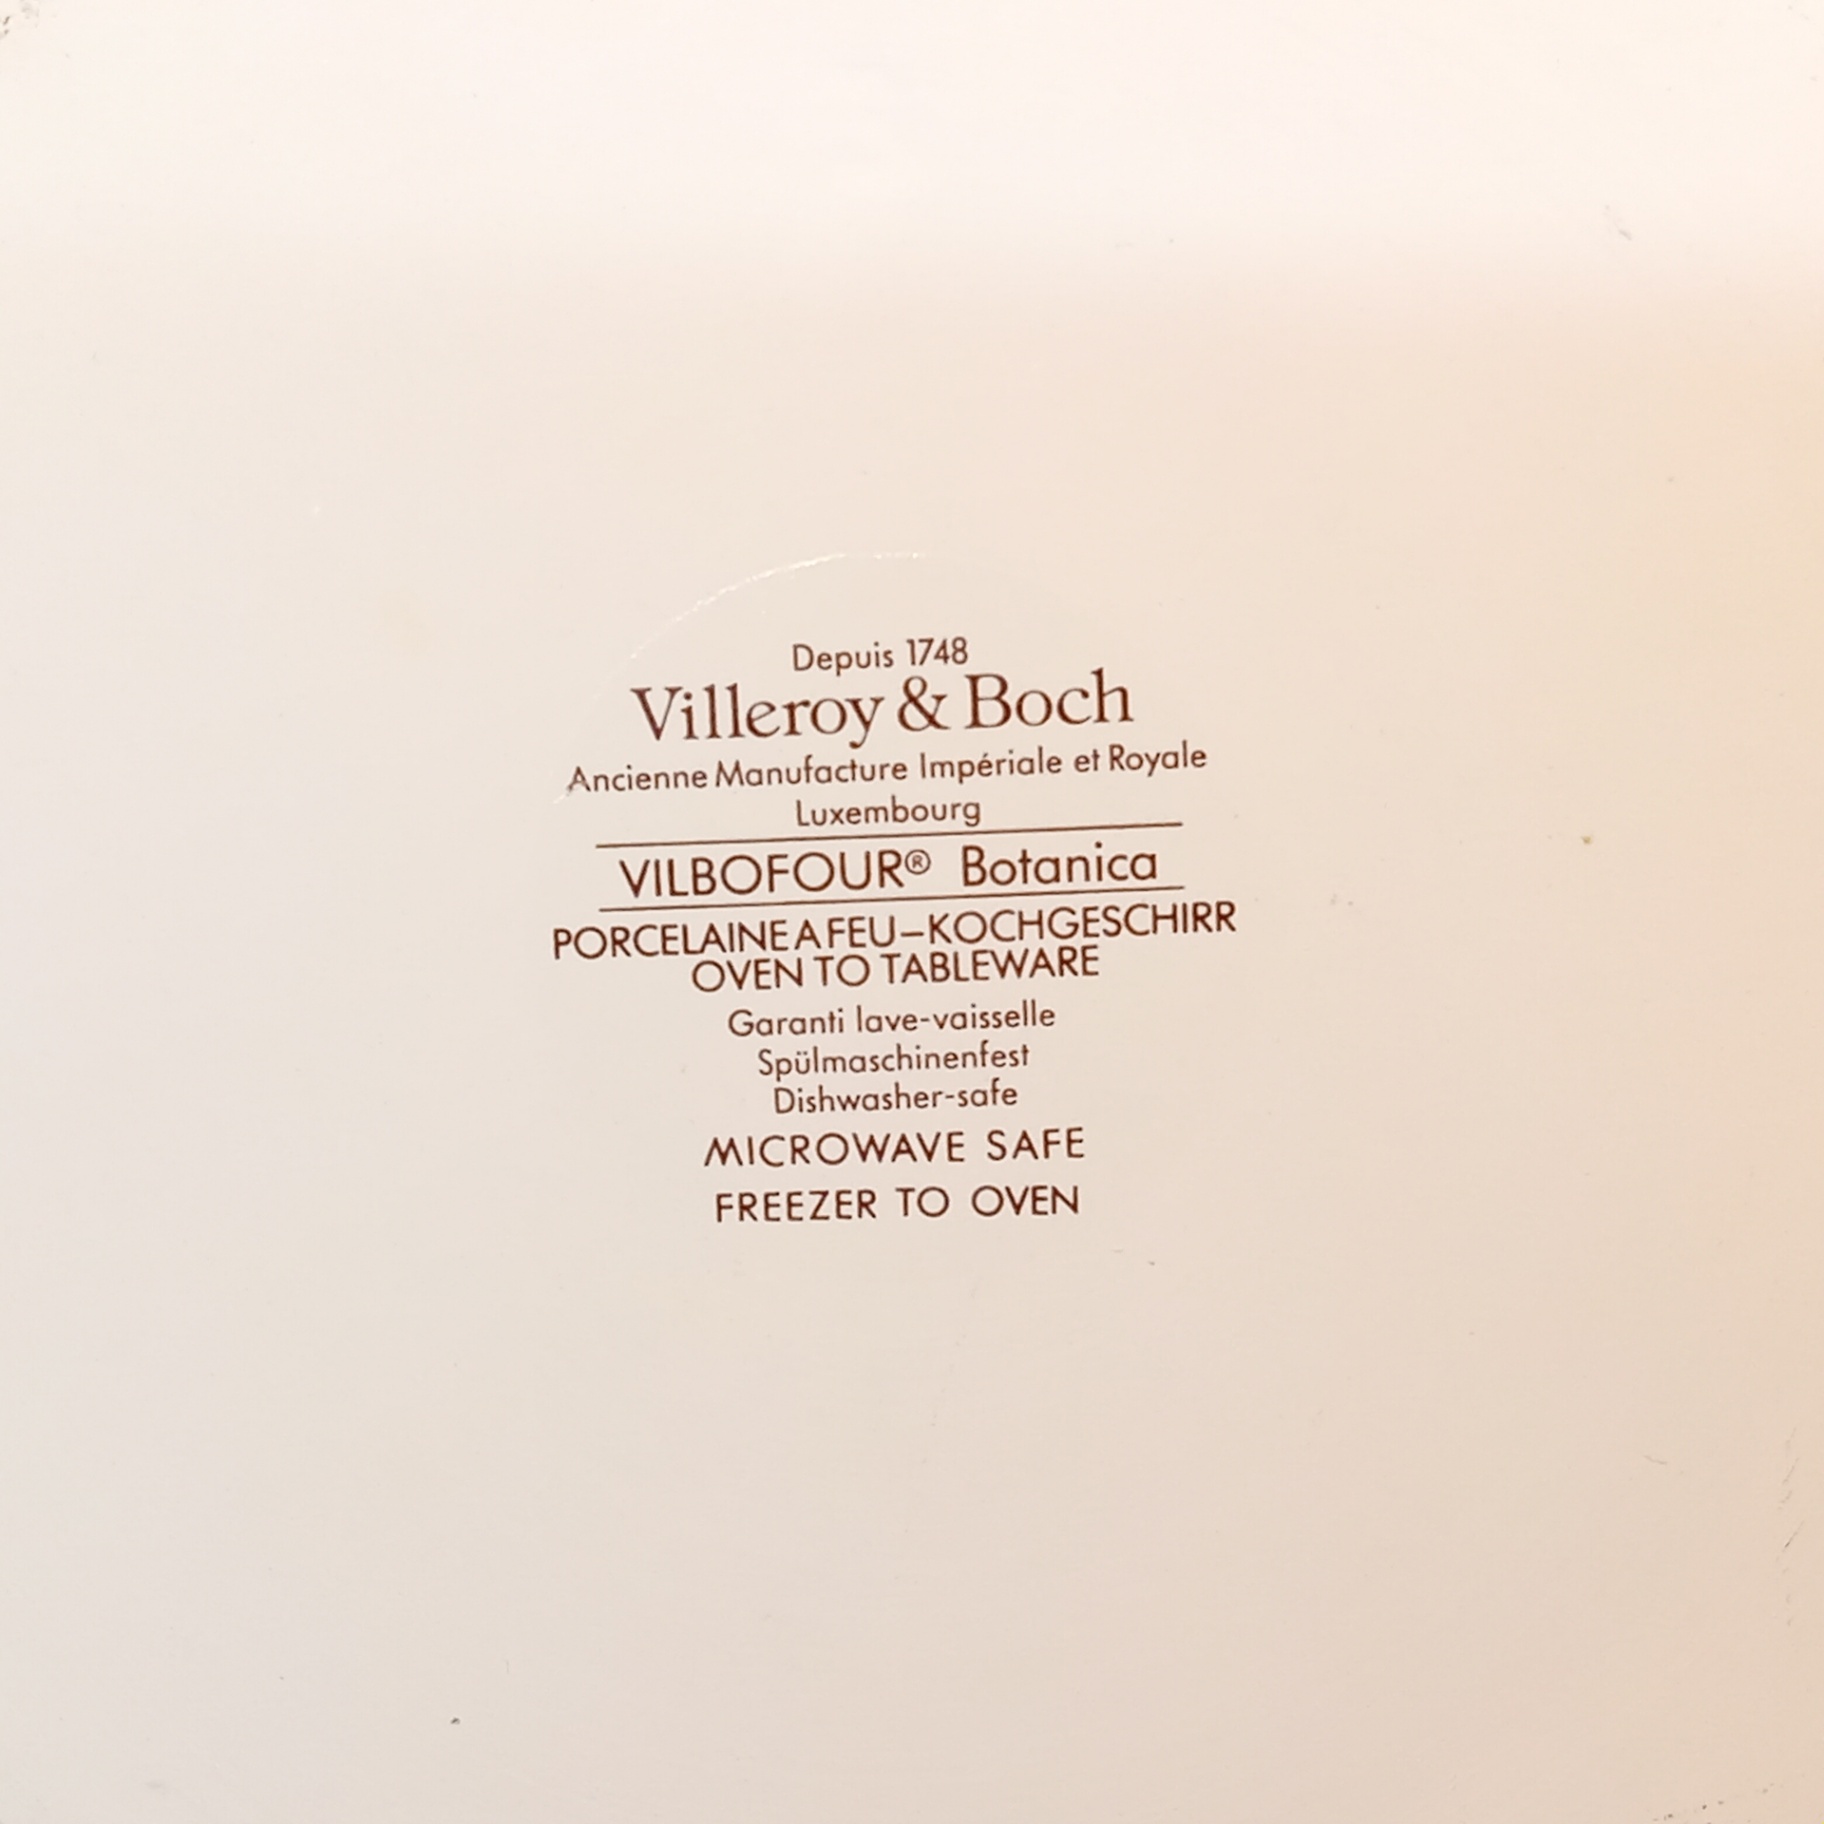 Depuis 1748
Villeroy & Boch
Ancienne Manufacture Impériale et Royale
Luxembourg
VILBOFOUR® Botanica
PORCELAINE A FEU–KOCHGESCHIRR
OVEN TO TABLEWARE
Garanti lave-vaisselle
Spülmaschinenfest
Dishwasher-safe
MICROWAVE SAFE
FREEZER TO OVEN